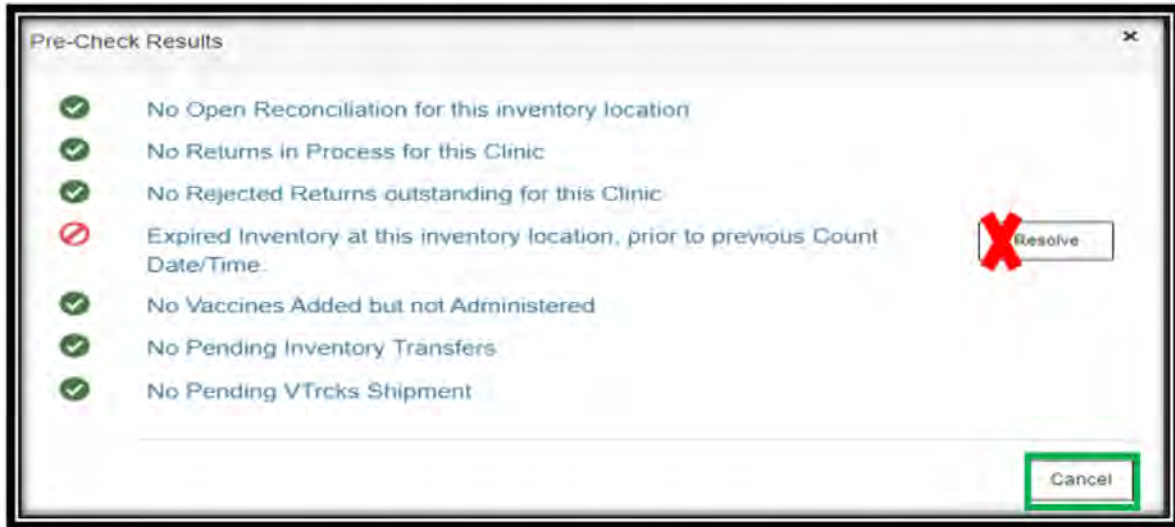 Pre-Check Results
No Open Reconciliation for this inventory location
No Returns in Process for this Clinic
No Rejected Returns outstanding for this Clinic
Expired Inventory at this inventory location, prior to previous Count
Date/Time.
Resolve
No Vaccines Added but not Administered
No Pending Inventory Transfers
No Pending VTrcks Shipment
Cancel